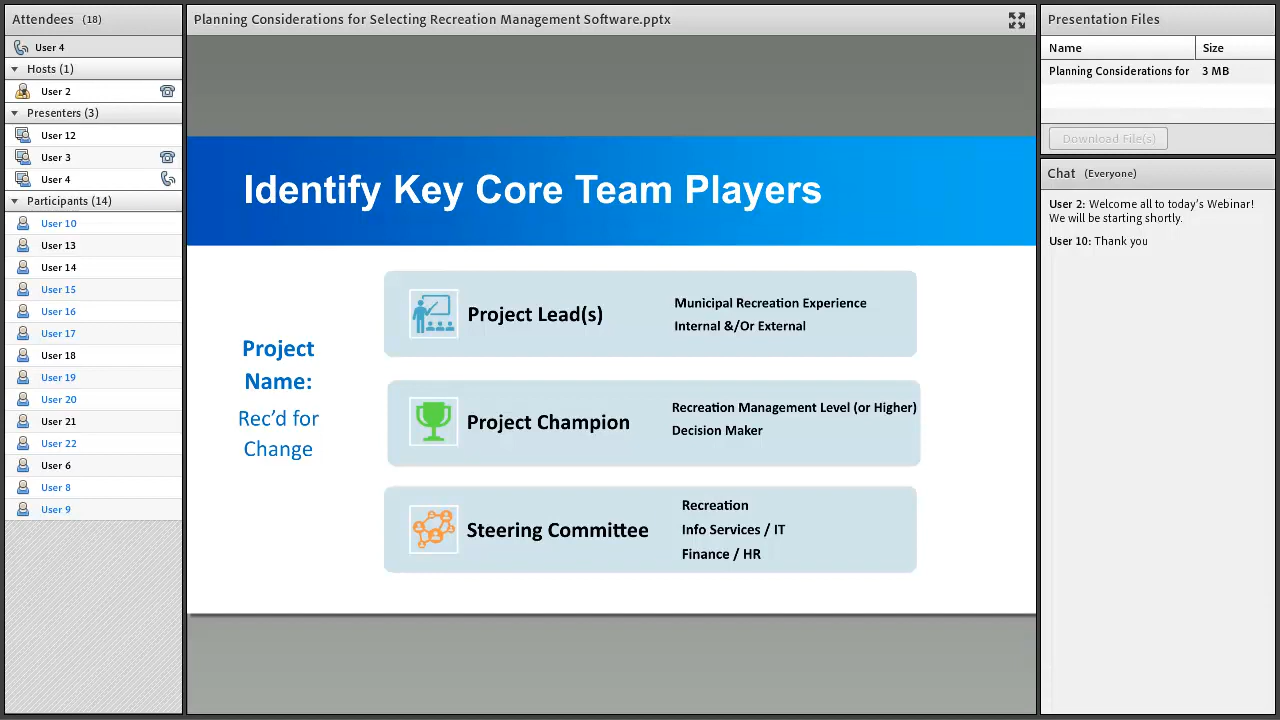 Attendees (18)
User 4
Hosts (1)
User 2
Presenters (3)
User 12
User 3
User 4
Participants (14)
User 10
User 13
User 14
User 15
User 16
User 17
User 18
User 19
User 20
User 21
User 22
User 6
User 8
User 9
Planning Considerations for Selecting Recreation Management Software.pptx
Identify Key Core Team Players
Project
Name:
Rec’d for
Change
Project Lead(s)
Municipal Recreation Experience
Internal &/Or External
Project Champion
Recreation Management Level (or Higher)
Decision Maker
Steering Committee
Recreation
Info Services / IT
Finance / HR
Presentation Files
Name Size
Planning Considerations for 3 MB
Download File(s)
Chat (Everyone)
User 2: Welcome all to today’s Webinar!
We will be starting shortly.
User 10: Thank you